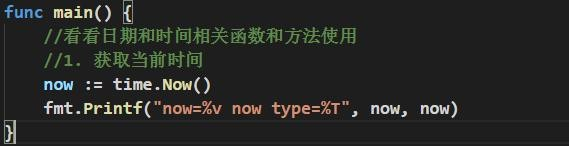 func main() {
//看看日期和时间相关函数和方法使用
//1. 获取当前时间
now := time.Now()
fmt.Printf("now=%v now type=%T", now, now)
}